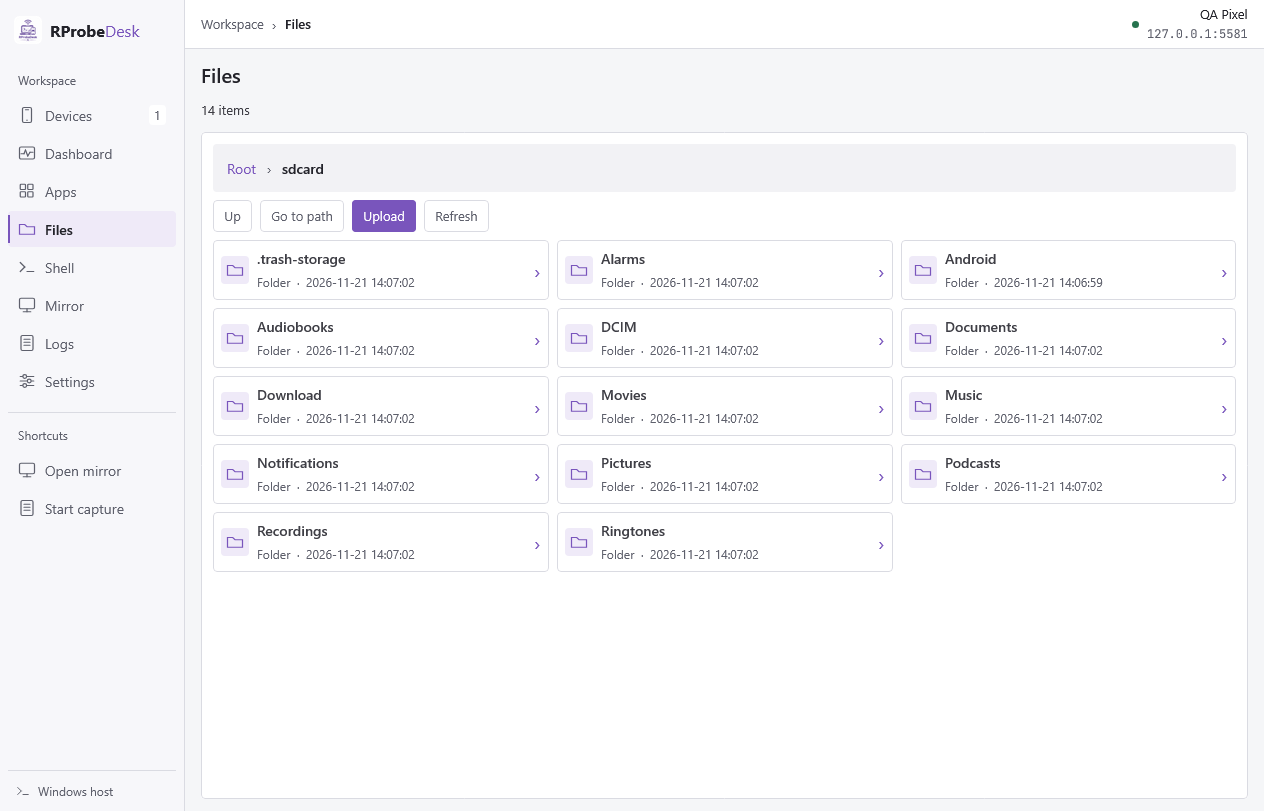 RProbeDesk
Workspace
Devices 1
Dashboard
Apps
Files
Shell
Mirror
Logs
Settings
Shortcuts
Open mirror
Start capture
Windows host
Workspace › Files
QA Pixel
127.0.0.1:5581
Files
14 items
Root › sdcard
Up Go to path Upload Refresh
.trash-storage
Folder · 2026-11-21 14:07:02
Alarms
Folder · 2026-11-21 14:07:02
Android
Folder · 2026-11-21 14:06:59
Audiobooks
Folder · 2026-11-21 14:07:02
DCIM
Folder · 2026-11-21 14:07:02
Documents
Folder · 2026-11-21 14:07:02
Download
Folder · 2026-11-21 14:07:02
Movies
Folder · 2026-11-21 14:07:02
Music
Folder · 2026-11-21 14:07:02
Notifications
Folder · 2026-11-21 14:07:02
Pictures
Folder · 2026-11-21 14:07:02
Podcasts
Folder · 2026-11-21 14:07:02
Recordings
Folder · 2026-11-21 14:07:02
Ringtones
Folder · 2026-11-21 14:07:02